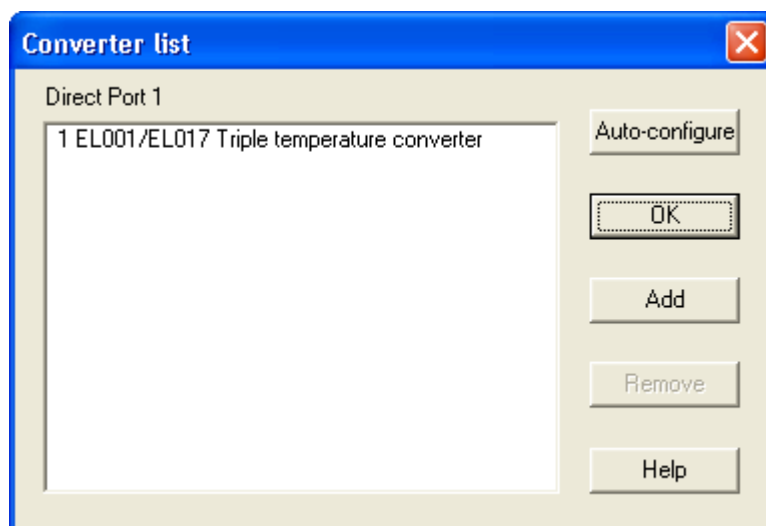 Converter list
Direct Port 1
1 EL001/EL017 Triple temperature converter
Auto-configure
OK
Add
Remove
Help